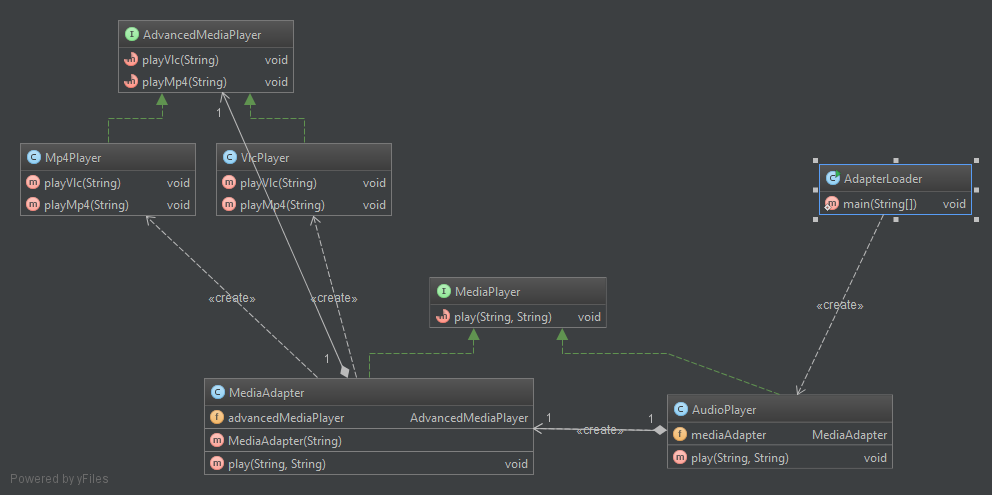 AdvancedMediaPlayer
playVlc(String) void
playMp4(String) void
1
Mp4Player
playVlc(String) void
playMp4(String) void
VlcPlayer
playVlc(String) void
playMp4(String) void
AdapterLoader
main(String[]) void
«create»
«create»
MediaPlayer
play(String, String) void
«create»
1
MediaAdapter
advancedMediaPlayer AdvancedMediaPlayer
MediaAdapter(String)
play(String, String) void
1
«create»
1
AudioPlayer
mediaAdapter MediaAdapter
play(String, String) void
Powered by yFiles